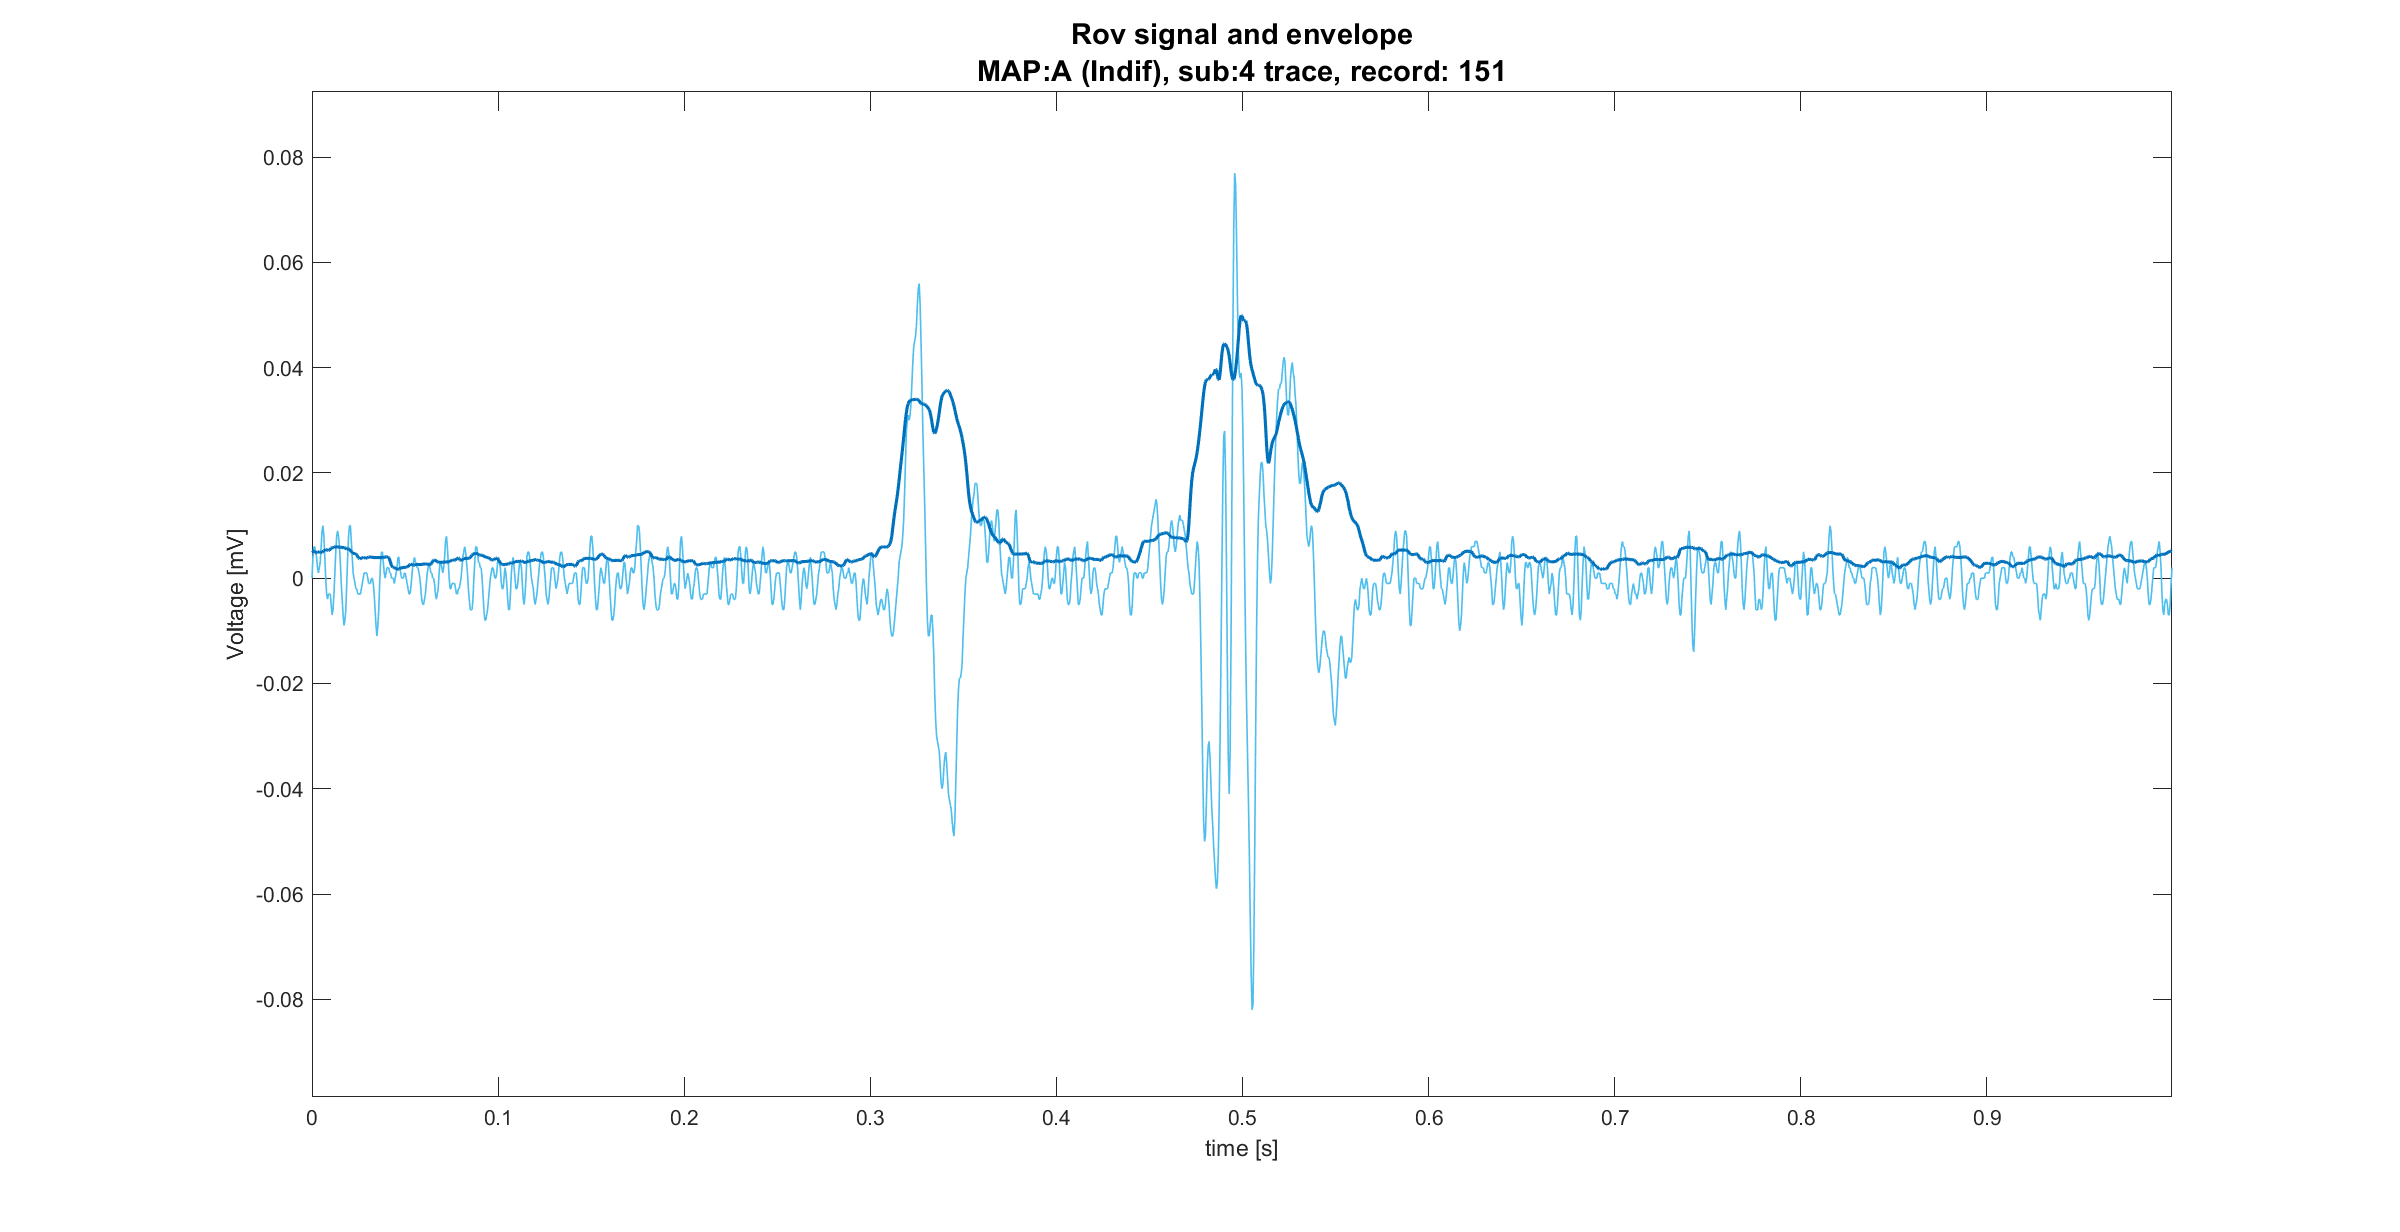 Rov signal and envelope
MAP:A (Indif), sub:4 trace, record: 151
0.08
0.06
0.04
0.02
0
-0.02
-0.04
-0.06
-0.08
Voltage [mV]
0 0.1 0.2 0.3 0.4 0.5 0.6 0.7 0.8 0.9
time [s]